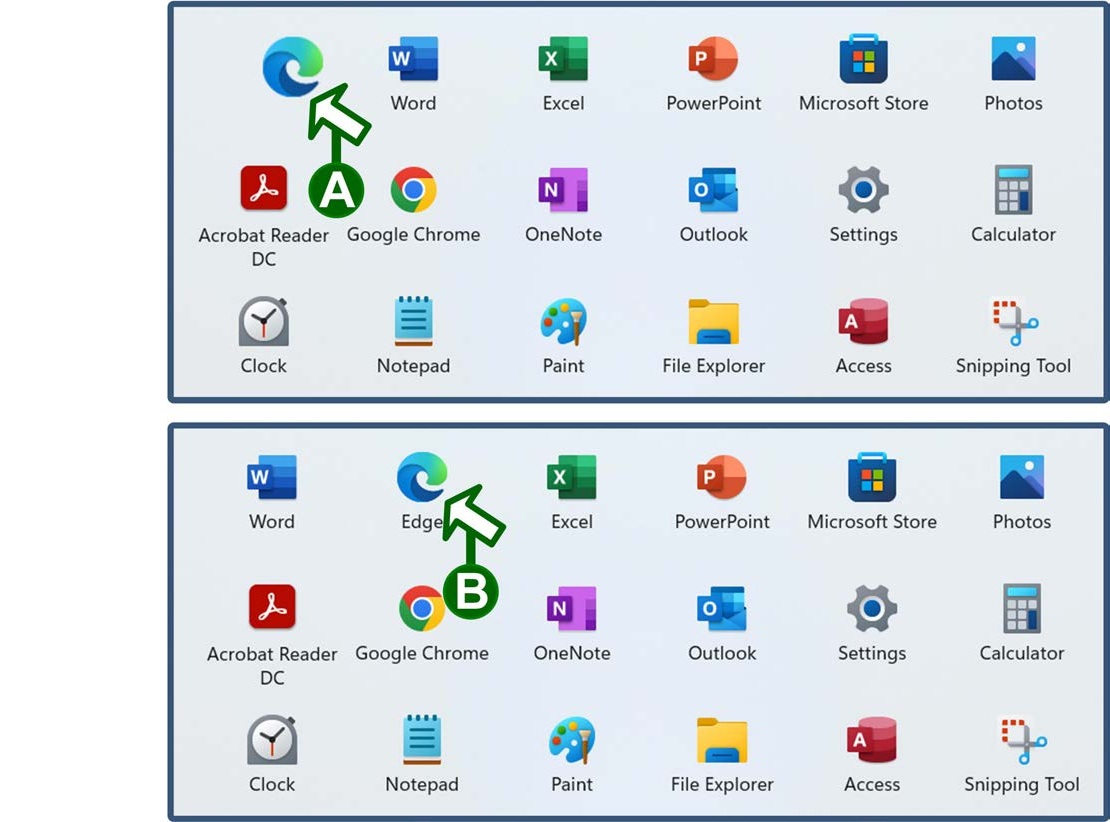 Word Excel PowerPoint Microsoft Store Photos
A
Acrobat Reader DC Google Chrome OneNote Outlook Settings Calculator
Clock Notepad Paint File Explorer Access Snipping Tool
Word Edge Excel PowerPoint Microsoft Store Photos
B
Acrobat Reader DC Google Chrome OneNote Outlook Settings Calculator
Clock Notepad Paint File Explorer Access Snipping Tool